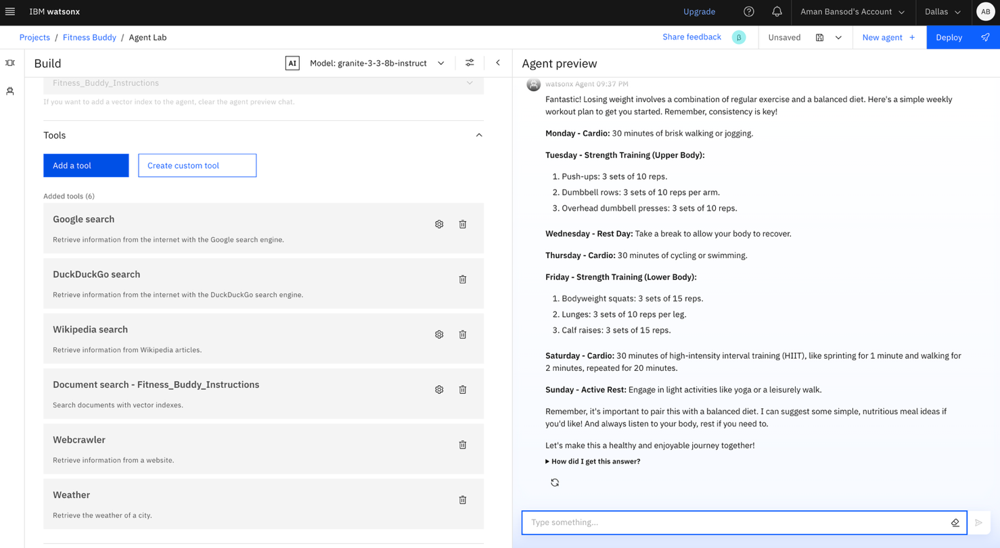 IBM watsonx
Upgrade
Aman Bansod's Account
Dallas
AB
Projects / Fitness Buddy / Agent Lab
Share feedback
β
Unsaved
New agent +
Deploy
Build
AI
Model: granite-3-3-8b-instruct
Fitness_Buddy_Instructions
If you want to add a vector index to the agent, clear the agent preview chat.
Tools
Add a tool
Create custom tool
Added tools (6)
Google search
Retrieve information from the internet with the Google search engine.
DuckDuckGo search
Retrieve information from the internet with the DuckDuckGo search engine.
Wikipedia search
Retrieve information from Wikipedia articles.
Document search - Fitness_Buddy_Instructions
Search documents with vector indexes.
Webcrawler
Retrieve information from a website.
Weather
Retrieve the weather of a city.
Agent preview
watsonx Agent 09:37 PM
Fantastic! Losing weight involves a combination of regular exercise and a balanced diet. Here's a simple weekly
workout plan to get you started. Remember, consistency is key!
Monday - Cardio: 30 minutes of brisk walking or jogging.
Tuesday - Strength Training (Upper Body):
1. Push-ups: 3 sets of 10 reps.
2. Dumbbell rows: 3 sets of 10 reps per arm.
3. Overhead dumbbell presses: 3 sets of 10 reps.
Wednesday - Rest Day: Take a break to allow your body to recover.
Thursday - Cardio: 30 minutes of cycling or swimming.
Friday - Strength Training (Lower Body):
1. Bodyweight squats: 3 sets of 15 reps.
2. Lunges: 3 sets of 10 reps per leg.
3. Calf raises: 3 sets of 15 reps.
Saturday - Cardio: 30 minutes of high-intensity interval training (HIIT), like sprinting for 1 minute and walking for
2 minutes, repeated for 20 minutes.
Sunday - Active Rest: Engage in light activities like yoga or a leisurely walk.
Remember, it's important to pair this with a balanced diet. I can suggest some simple, nutritious meal ideas if
you'd like! And always listen to your body, rest if you need to.
Let's make this a healthy and enjoyable journey together!
How did I get this answer?
Type something...